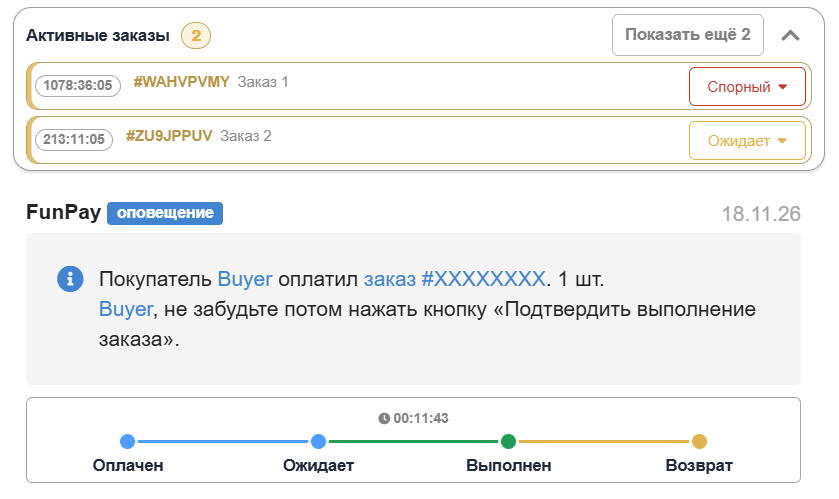 Активные заказы 2 Показать ещё 2
1078:36:05 #WAHVPVMY Заказ 1 Спорный
213:11:05 #ZU9JPPUV Заказ 2 Ожидает
FunPay оповещение 18.11.26
Покупатель Buyer оплатил заказ #XXXXXXXX. 1 шт.
Buyer, не забудьте потом нажать кнопку «Подтвердить выполнение
заказа».
00:11:43
Оплачен Ожидает Выполнен Возврат